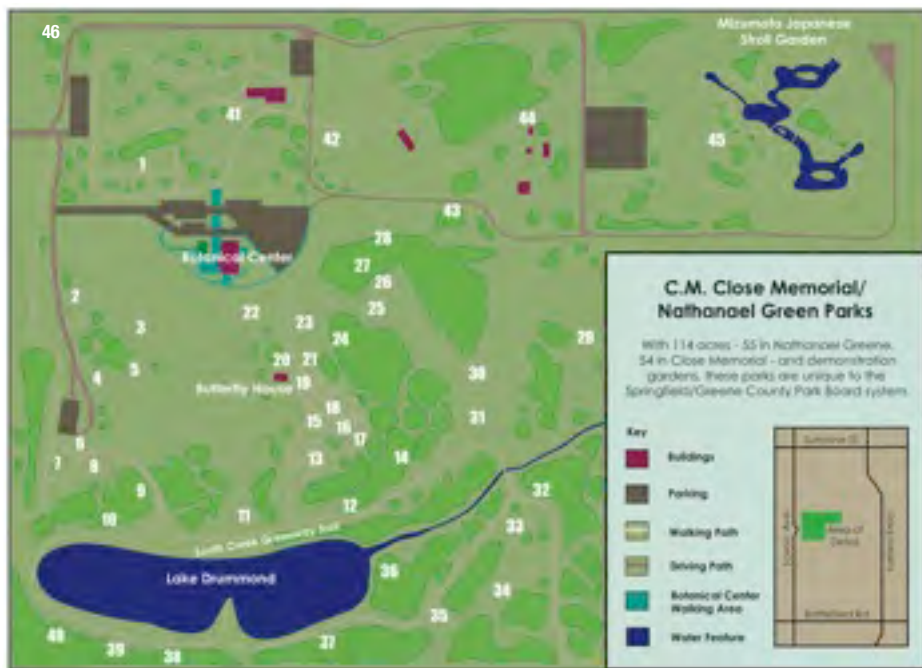 46
Mizumoto Japanese
Stroll Garden
41
42
44
45
1
43
28
Botanical Center
27
26
2
22
25
3
23
24
29
20
21
5
4
Butterfly House
19
30
18
15
16
31
17
6
13
14
7
8
9
12
32
10
11
33
South Creek Greenway Trail
Lake Drummond
36
34
35
40
39
38
37
C.M. Close Memorial/
Nathanael Green Parks
With 114 acres - 55 in Nathanael Greene,
54 in Close Memorial - and demonstration
gardens, these parks are unique to the
Springfield/Greene County Park Board system
Key
Buildings
Parking
Walking Path
Driving Path
Botanical Center
Walking Area
Water Feature
Sunshine St.
Area of
Detail
Battlefield Rd.